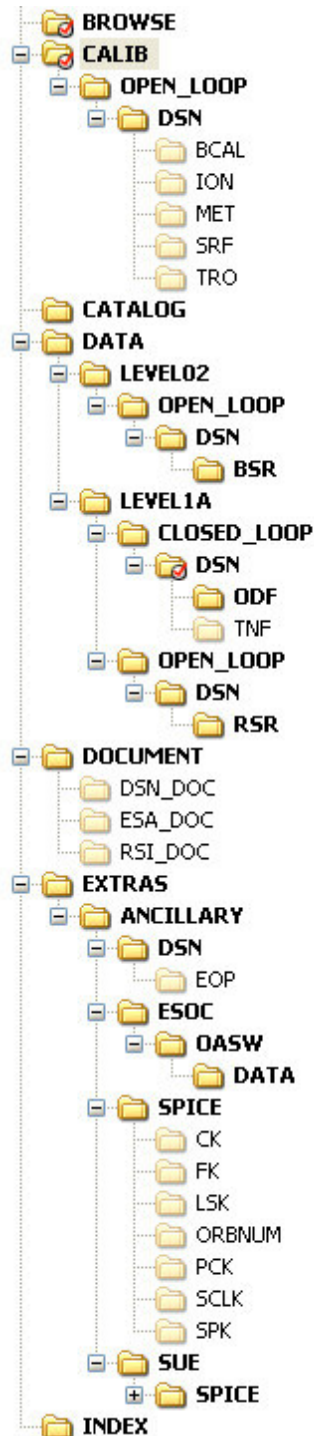 BROWSE
CALIB
OPEN_LOOP
DSN
BCAL
ION
MET
SRF
TRO
CATALOG
DATA
LEVEL02
OPEN_LOOP
DSN
BSR
LEVEL1A
CLOSED_LOOP
DSN
ODF
TNF
OPEN_LOOP
DSN
RSR
DOCUMENT
DSN_DOC
ESA_DOC
RSI_DOC
EXTRAS
ANCILLARY
DSN
EOP
ESOC
OASW
DATA
SPICE
CK
FK
LSK
ORBNUM
PCK
SCLK
SPK
SUE
SPICE
INDEX